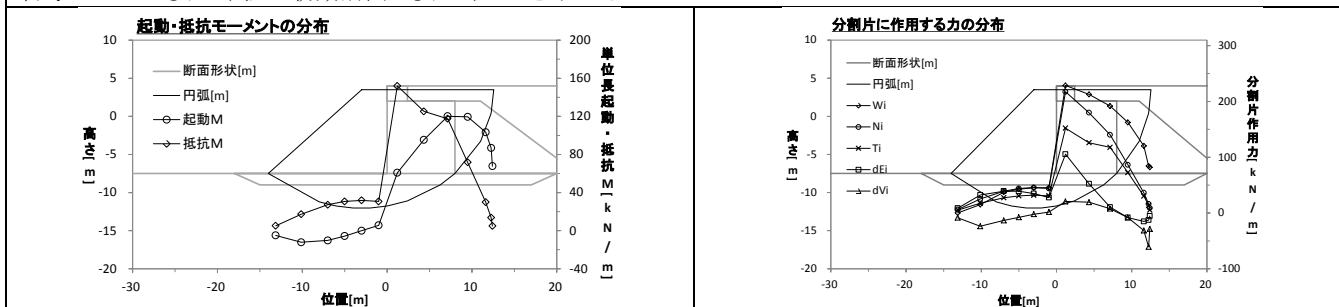 起動・抵抗モーメントの分布
10
5
0
-5
-10
-15
-20
高さ[m]
断面形状[m]
円弧[m]
起動M
抵抗M
200
160
120
80
40
0
-40
単位長起動・抵抗M[kN/m]
-30
-20
-10
0
10
20
位置[m]
分割片に作用する力の分布
10
5
0
-5
-10
-15
-20
高さ[m]
断面形状[m]
円弧[m]
Wi
Ni
Ti
dEi
dVi
300
200
100
0
-100
分割片作用力[kN/m]
-30
-20
-10
0
10
20
位置[m]